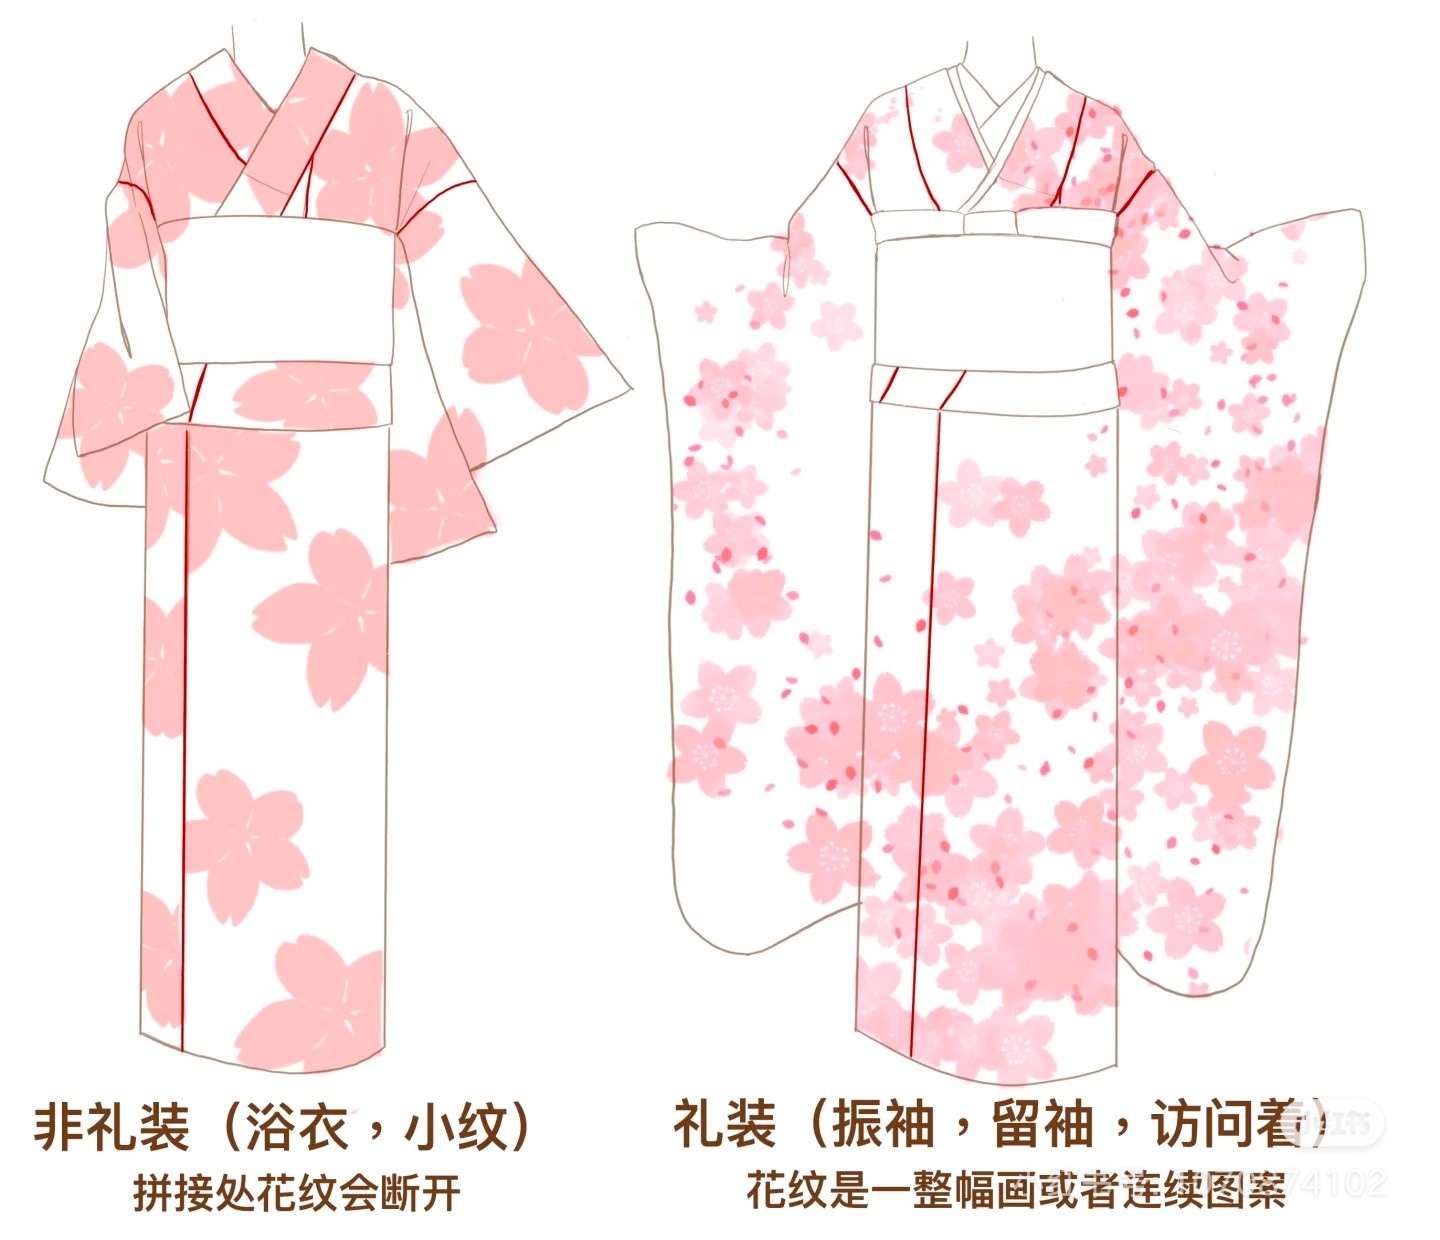 非礼装（浴衣，小纹）
拼接处花纹会断开
礼装（振袖，留袖，访问着）
花纹是一整幅画或者连续图案
小红书